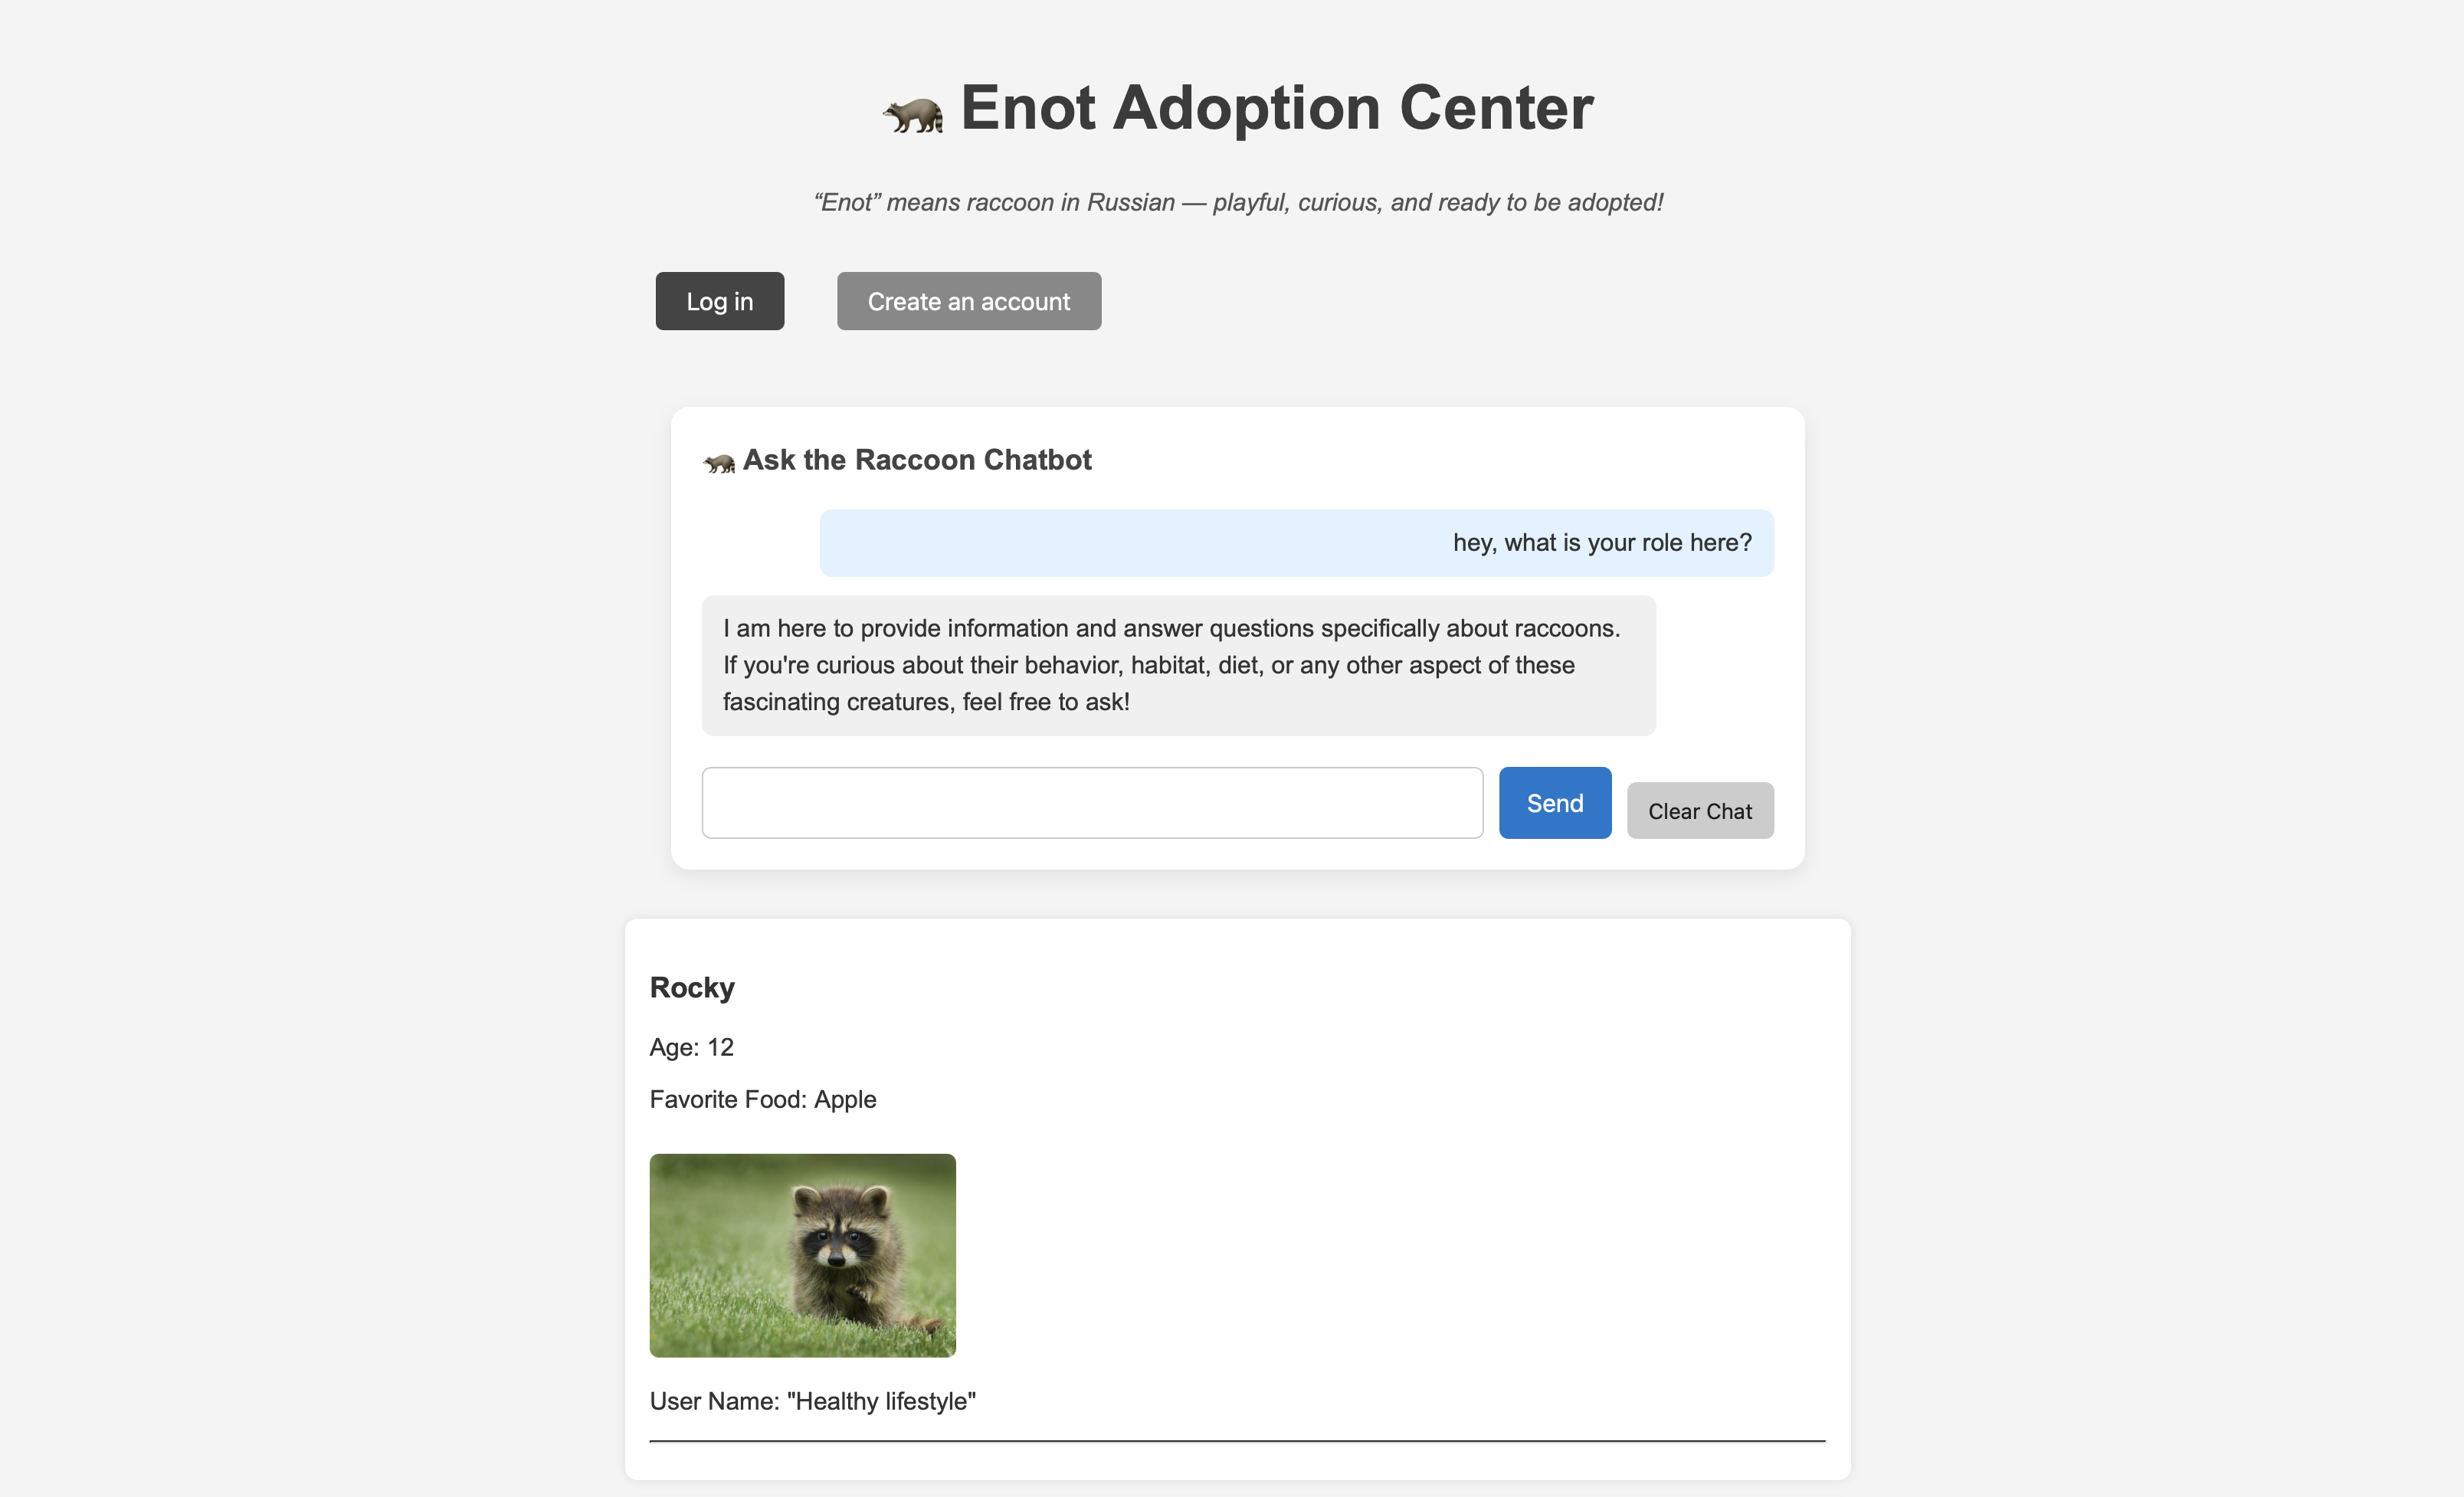 Enot Adoption Center
“Enot” means raccoon in Russian — playful, curious, and ready to be adopted!
Log in
Create an account
Ask the Raccoon Chatbot
hey, what is your role here?
I am here to provide information and answer questions specifically about raccoons.
If you're curious about their behavior, habitat, diet, or any other aspect of these
fascinating creatures, feel free to ask!
Send
Clear Chat
Rocky
Age: 12
Favorite Food: Apple
User Name: "Healthy lifestyle"